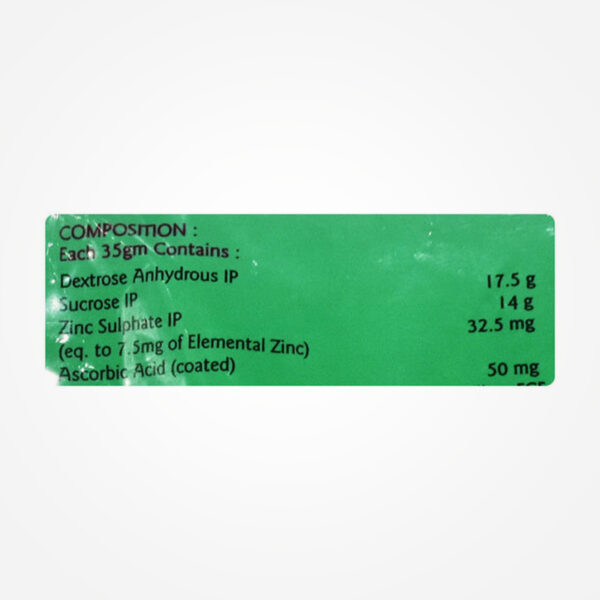 COMPOSITION :
Each 35gm Contains :
Dextrose Anhydrous IP 17.5 g
Sucrose IP 14 g
Zinc Sulphate IP 32.5 mg
(eq. to 7.5mg of Elemental Zinc)
Ascorbic Acid (coated) 50 mg